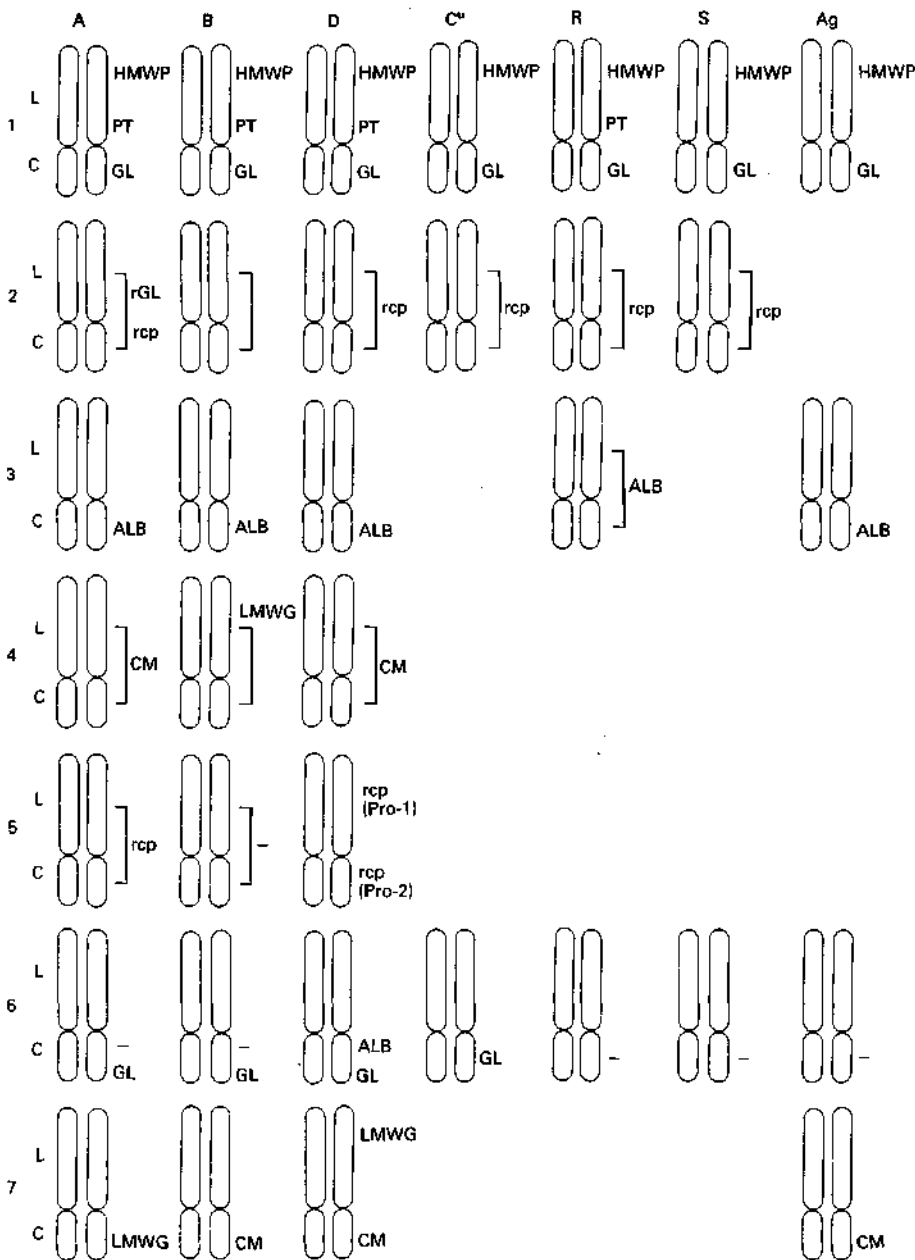 A B D Cᵘ R S Ag
HMWP HMWP HMWP HMWP HMWP HMWP HMWP
L
1 PT PT PT PT
C GL GL GL GL GL GL GL
L
2 rGL rcp rcp rcp rcp
C rcp
L
3 ALB
C ALB ALB ALB ALB
LMWG
L
4 CM CM
C
L rcp
(Pro-1)
5 rcp –
C rcp
(Pro-2)
L
6
C – – ALB GL – – –
GL GL GL
L LMWG
7
C LMWG CM CM CM